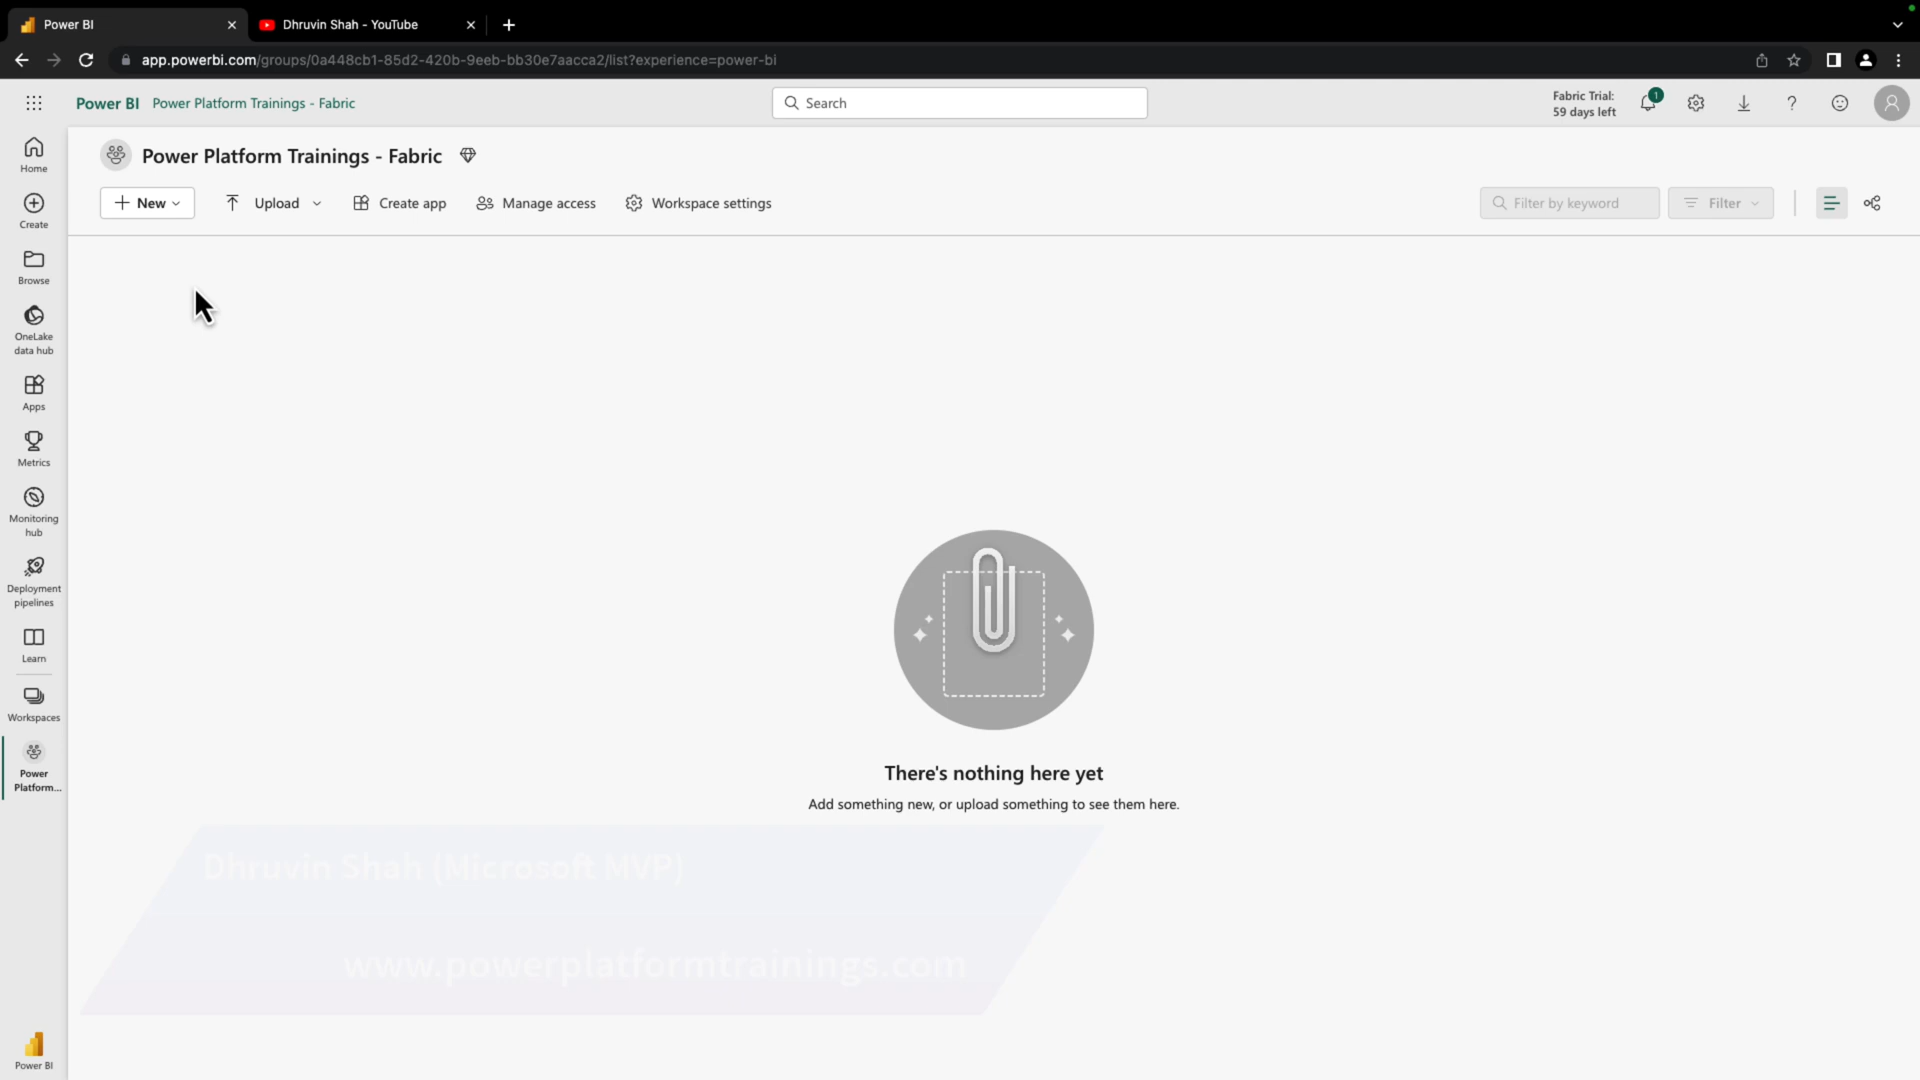 Power BI
Dhruvin Shah - YouTube
app.powerbi.com/groups/0a448cb1-85d2-420b-9eeb-bb30e7aacca2/list?experience=power-bi
Power BI Power Platform Trainings - Fabric
Search
Fabric Trial:
59 days left
1
Power Platform Trainings - Fabric
New
Upload
Create app
Manage access
Workspace settings
Filter by keyword
Filter
Home
Create
Browse
OneLake
data hub
Apps
Metrics
Monitoring
hub
Deployment
pipelines
Learn
Workspaces
Power
Platform...
Power BI
There's nothing here yet
Add something new, or upload something to see them here.
Dhruvin Shah (Microsoft MVP)
www.powerplatformtrainings.com